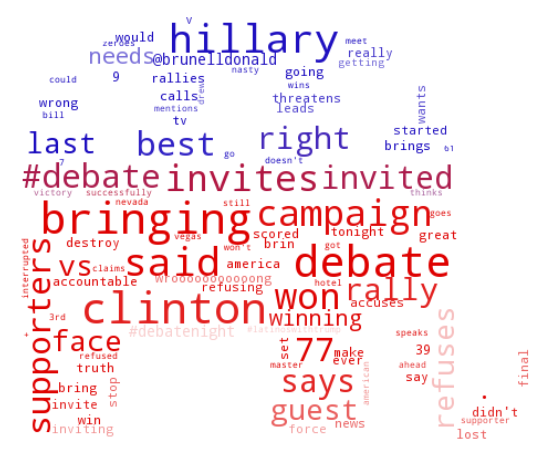 v
zeroes would hillary meet
needs @brunelldonald really
getting
could 9 rallies going
nasty
wins
wrong calls drew threatens wants
bill mentions leads
tv
last best right started
brings 61
7 go doesn't
#debate invites invited
victory successfully thinks
nevada still
bringing campaign goes
vegas won't scored tonight great
destroy brin got
interrupted vs said debate
claims america
accountable wrooooooooooong hotel rally
refusing accuses
supporters clinton won
3rd #debatenight #latinoswithtrump winning
* face 77 speaks refuses
refused set make 39
truth ever final
master ahead
bring stop says american say
invite guest .
didn't
win news supporter
inviting force lost